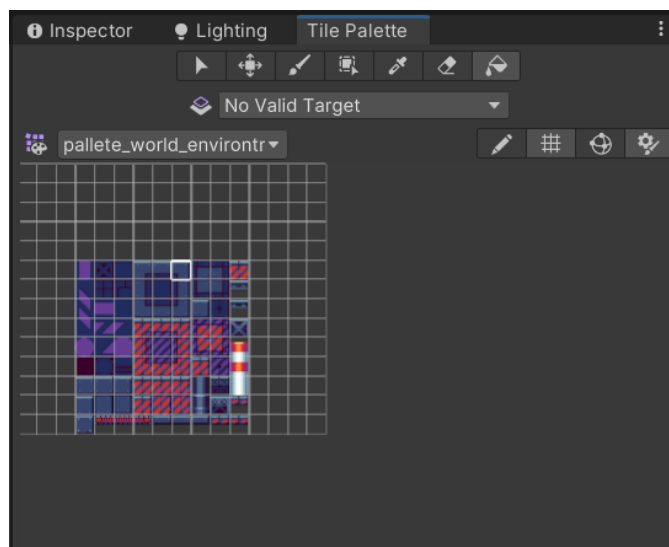 Inspector
Lighting
Tile Palette
No Valid Target
pallete_world_environtr